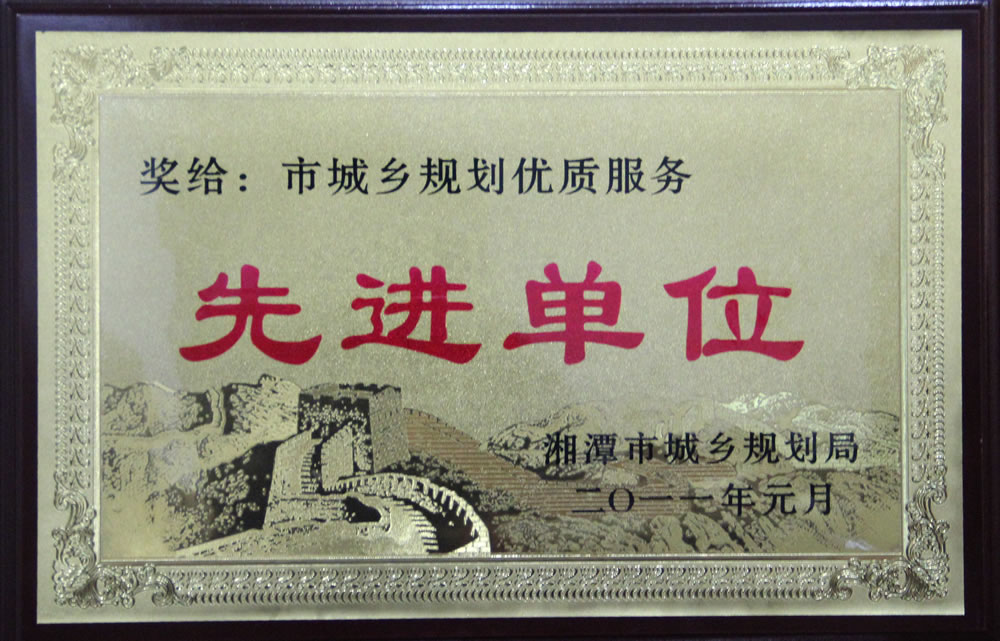 奖给：市城乡规划优质服务
先进单位
湘潭市城乡规划局
二〇一一年元月